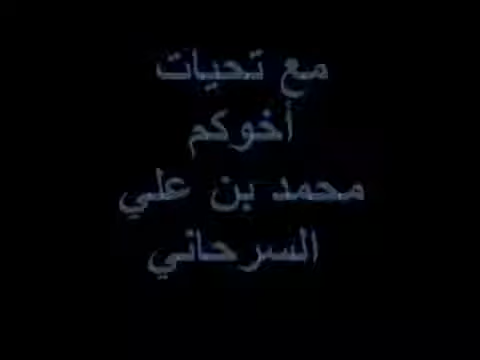 مع تحيات
أخوكم
محمد بن علي
السرحاني